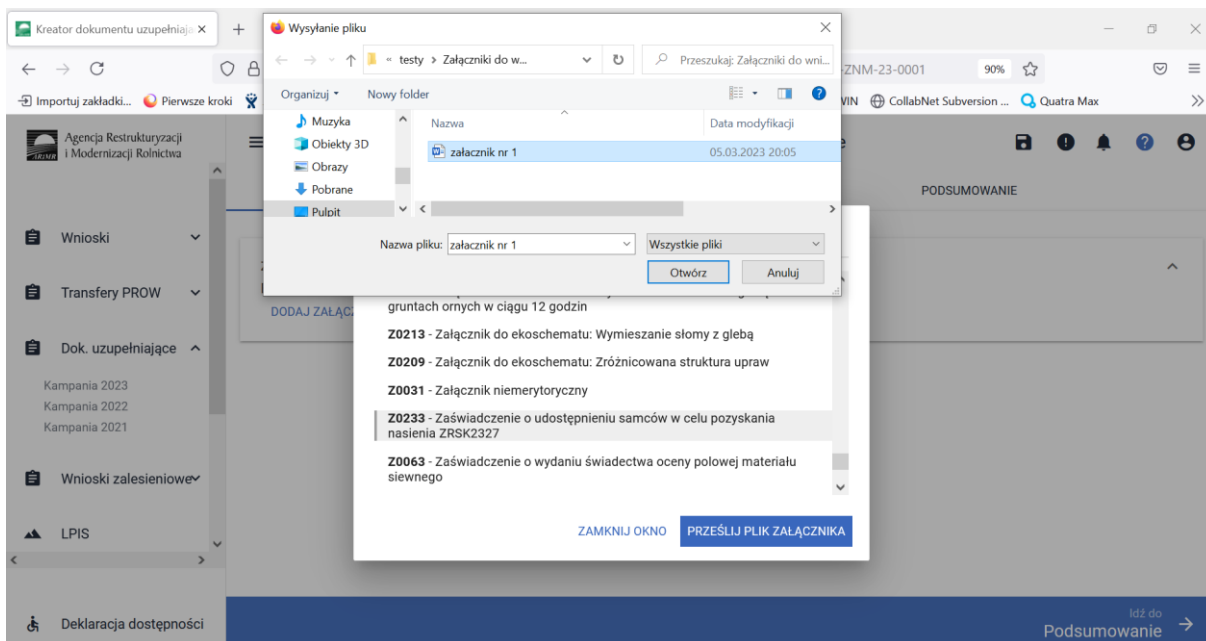 Kreator dokumentu uzupełniają
Wysyłanie pliku
« testy > Załączniki do w...
Przeszukaj: Załączniki do wni...
-ZNM-23-0001
90%
Importuj zakładki...
Pierwsze kroki
Organizuj
Nowy folder
VIN
CollabNet Subversion ...
Quatra Max
Muzyka
Obiekty 3D
Obrazy
Pobrane
Pulpit
Nazwa
Data modyfikacji
załacznik nr 1
05.03.2023 20:05
Nazwa pliku:
załacznik nr 1
Wszystkie pliki
Otwórz
Anuluj
ARIMR
Agencja Restrukturyzacji
i Modernizacji Rolnictwa
PODSUMOWANIE
Wnioski
Transfery PROW
Dok. uzupełniające
Kampania 2023
Kampania 2022
Kampania 2021
Wnioski zalesieniowe
LPIS
Deklaracja dostępności
DODAJ ZAŁĄCZ
gruntach ornych w ciągu 12 godzin
Z0213 - Załącznik do ekoschematu: Wymieszanie słomy z glebą
Z0209 - Załącznik do ekoschematu: Zróżnicowana struktura upraw
Z0031 - Załącznik niemerytoryczny
Z0233 - Zaświadczenie o udostępnieniu samców w celu pozyskania
nasienia ZRSK2327
Z0063 - Zaświadczenie o wydaniu świadectwa oceny polowej materiału
siewnego
ZAMKNIJ OKNO
PRZEŚLIJ PLIK ZAŁĄCZNIKA
Idź do
Podsumowanie